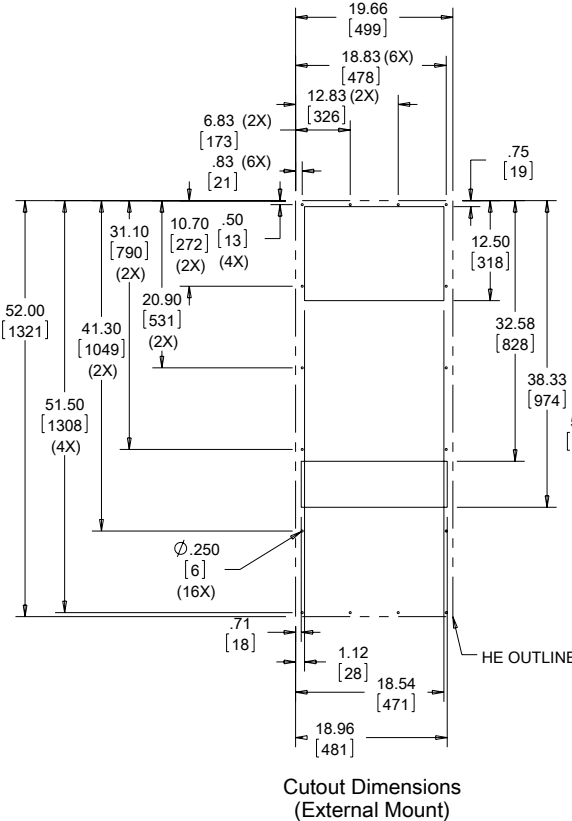 19.66
[499]
18.83 (6X)
[478]
12.83 (2X)
[326]
6.83 (2X)
[173]
.83 (6X)
[21]
.75
[19]
31.10
[790]
(2X)
10.70
[272]
(2X)
.50
[13]
(4X)
12.50
[318]
52.00
[1321]
20.90
[531]
(2X)
41.30
[1049]
(2X)
32.58
[828]
38.33
[974]
51.50
[1308]
(4X)
Ø.250
[6]
(16X)
.71
[18]
1.12
[28]
HE OUTLINE
18.54
[471]
18.96
[481]
Cutout Dimensions
(External Mount)